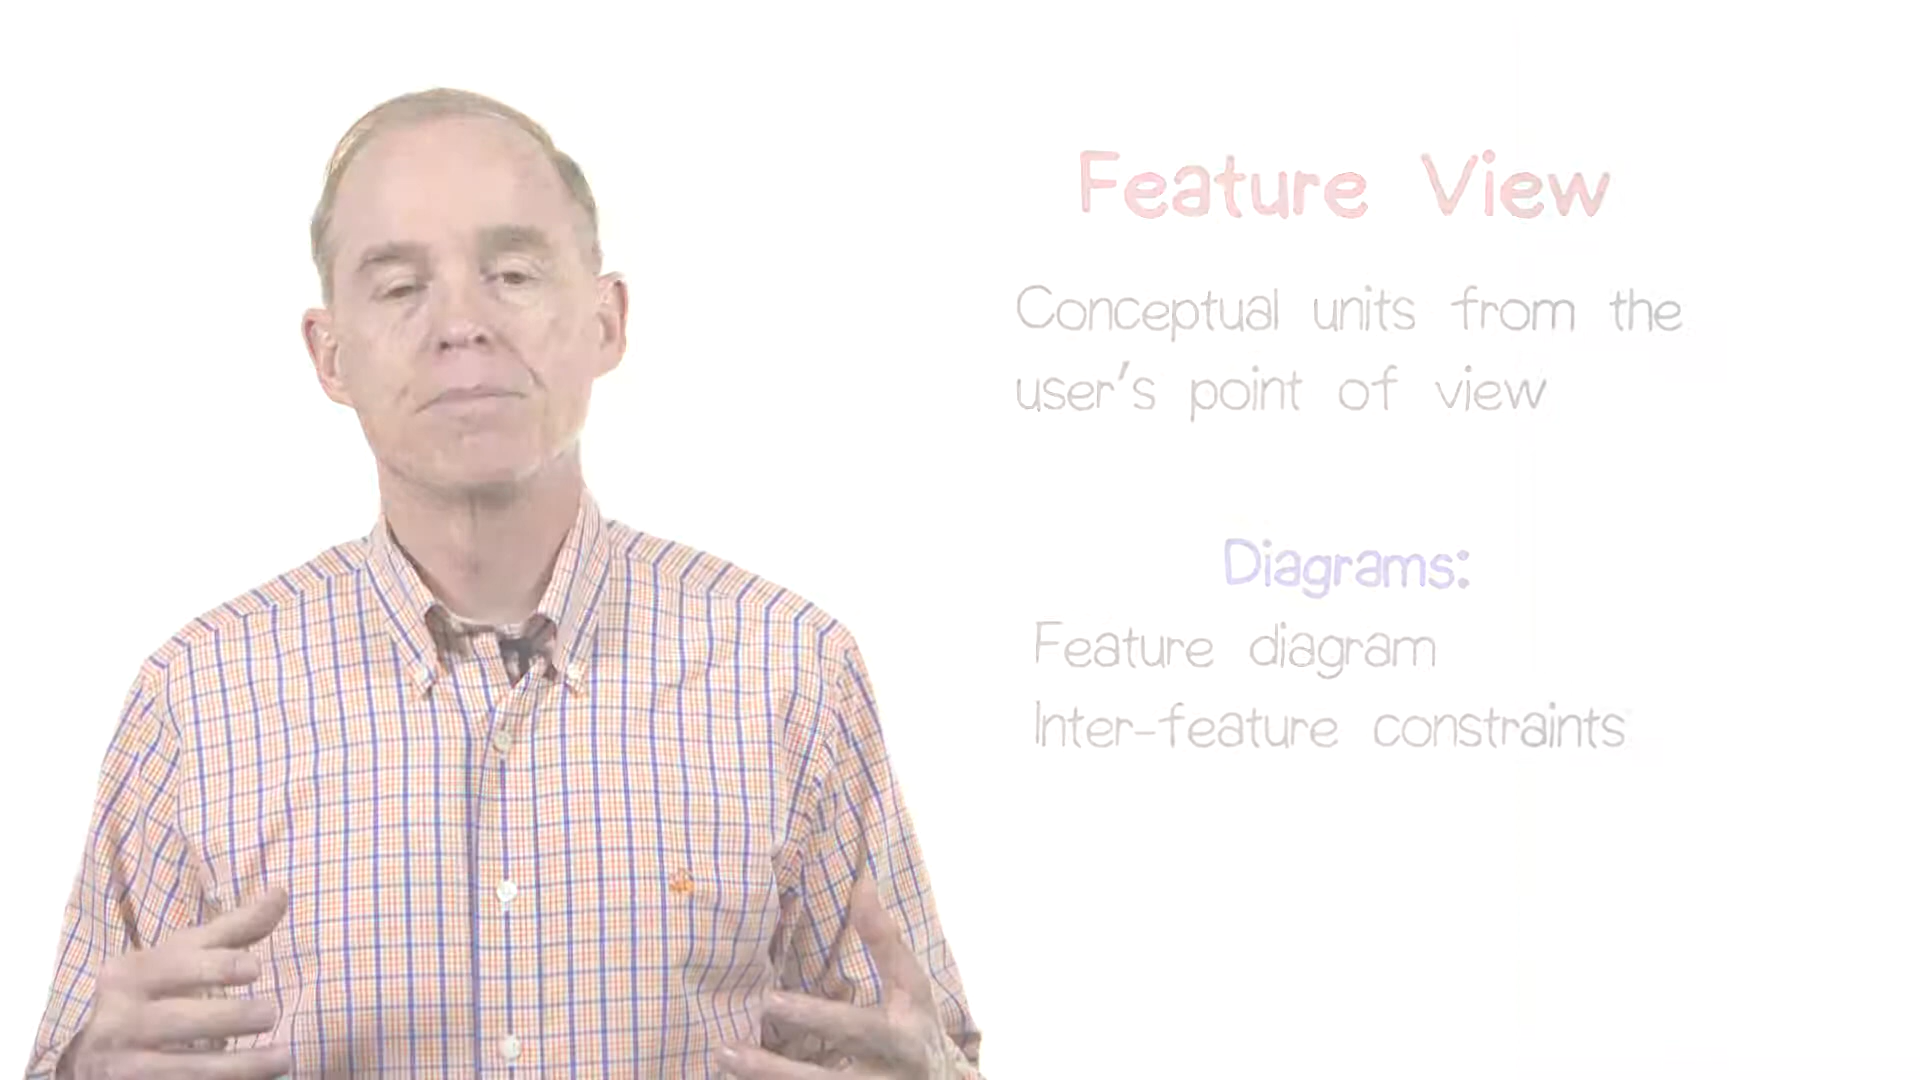 Feature View
Conceptual units from the
user's point of view
Diagrams:
Feature diagram
Inter-feature constraints